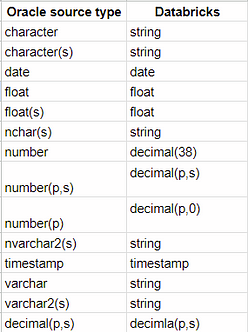 Oracle source type Databricks
character string
character(s) string
date date
float float
float(s) float
nchar(s) string
number decimal(38)
number(p,s) decimal(p,s)
number(p) decimal(p,0)
nvarchar2(s) string
timestamp timestamp
varchar string
varchar2(s) string
decimal(p,s) decimla(p,s)